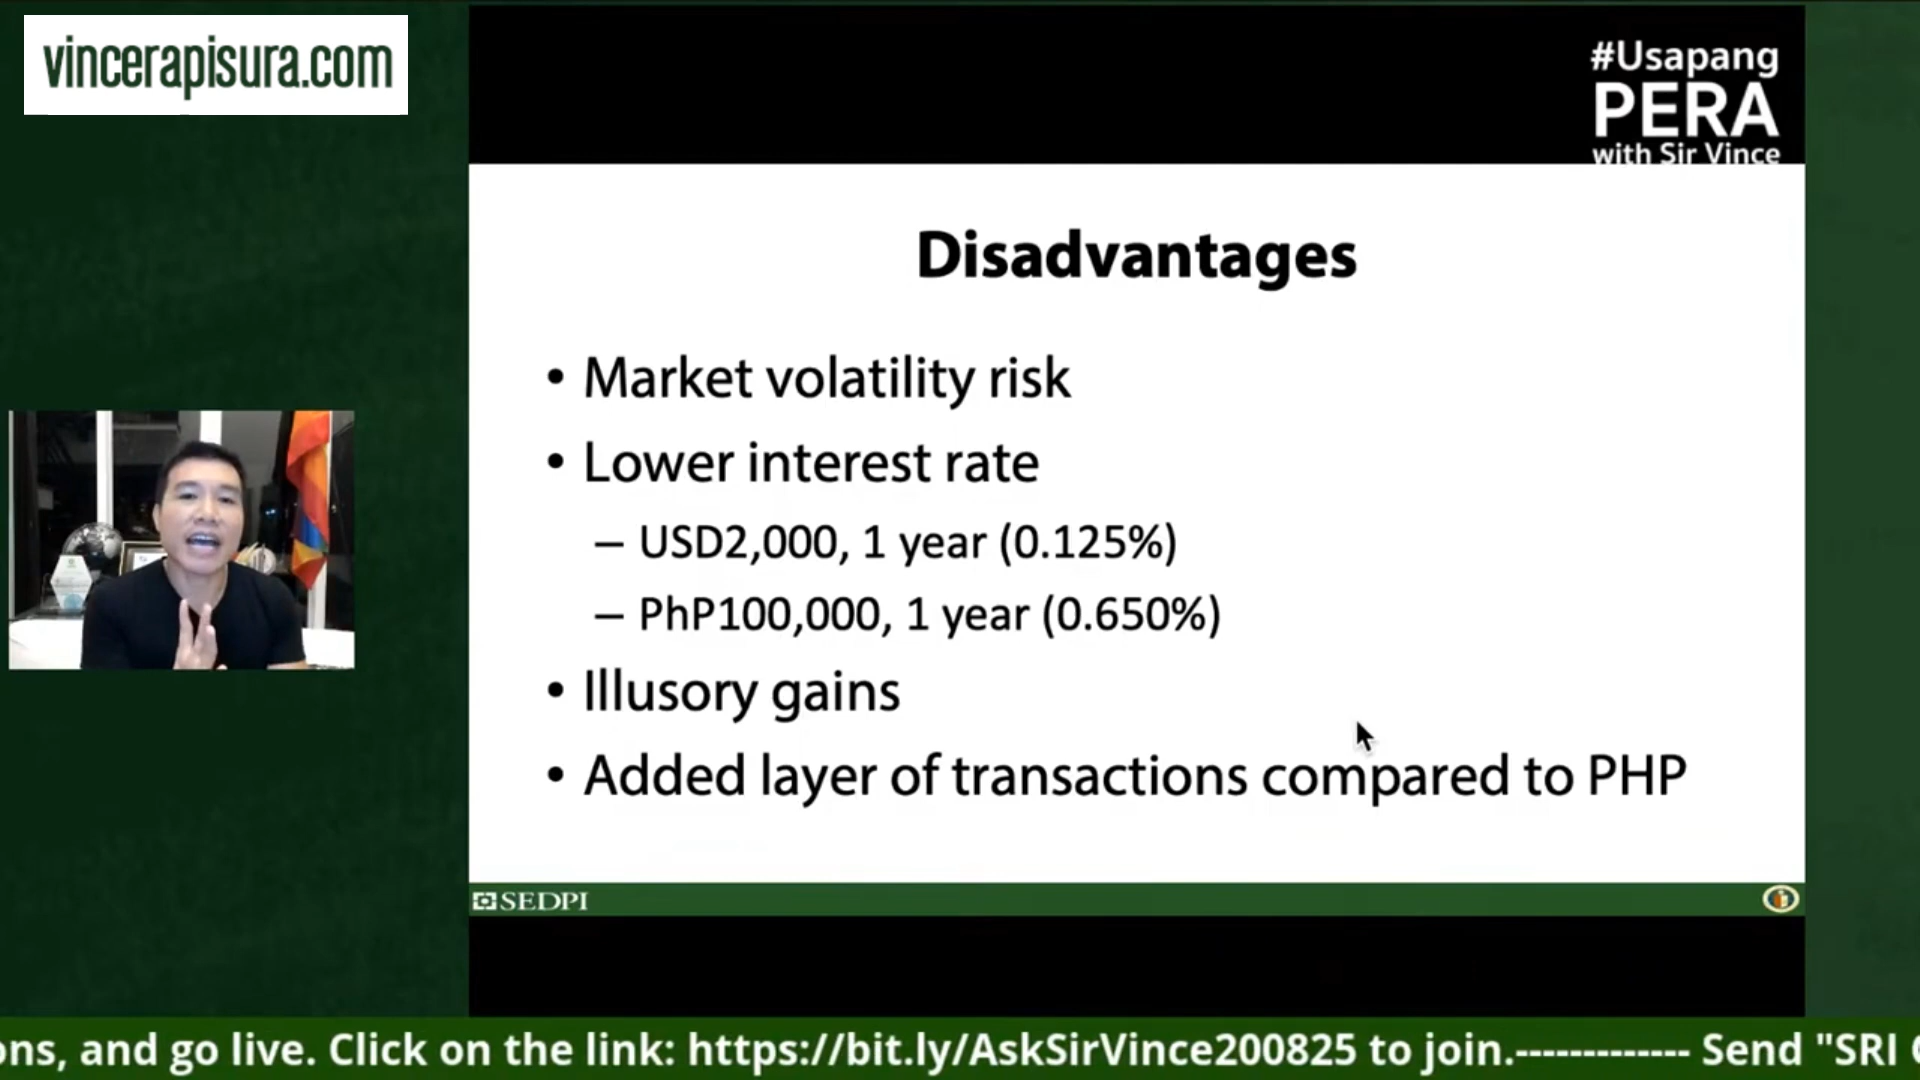 vincerapisura.com
#Usapang
PERA
with Sir Vince
Disadvantages
• Market volatility risk
• Lower interest rate
– USD2,000, 1 year (0.125%)
– PhP100,000, 1 year (0.650%)
• Illusory gains
• Added layer of transactions compared to PHP
SEDPI
ons, and go live. Click on the link: https://bit.ly/AskSirVince200825 to join.------------- Send "SRI